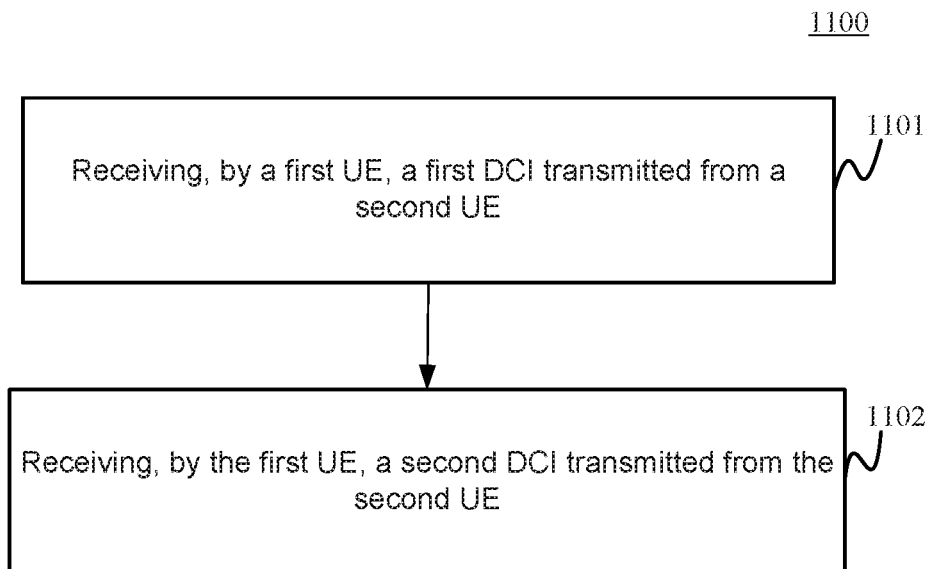 1100
1101
Receiving, by a first UE, a first DCI transmitted from a
second UE
1102
Receiving, by the first UE, a second DCI transmitted from the
second UE